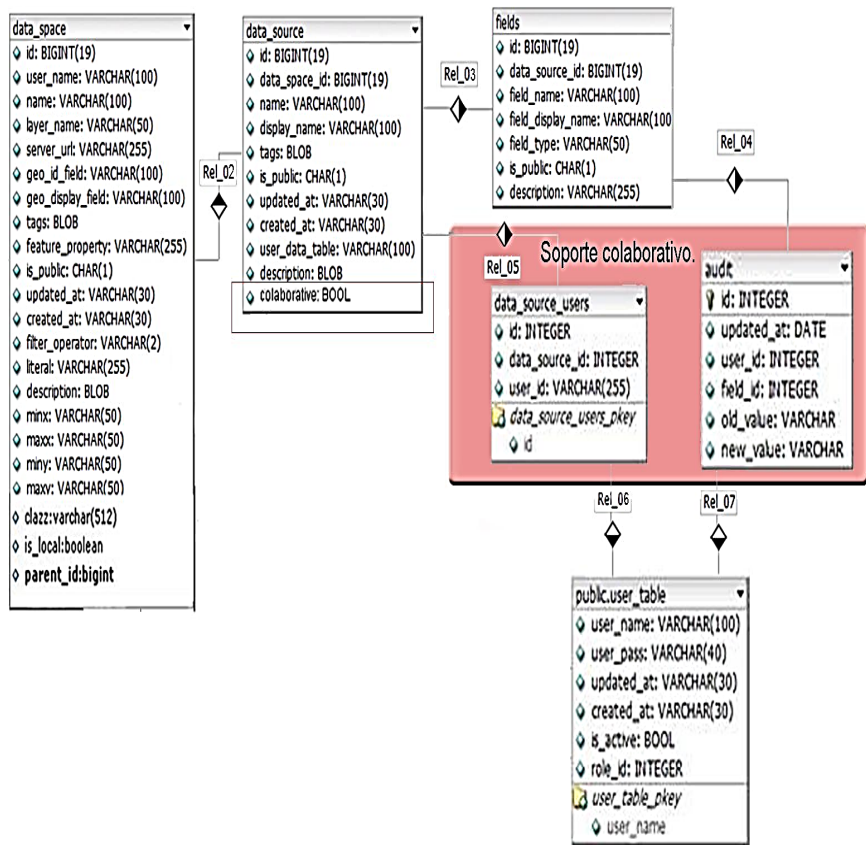 data_space
id: BIGINT(19)
user_name: VARCHAR(100)
name: VARCHAR(100)
layer_name: VARCHAR(50)
server_url: VARCHAR(255)
geo_id_field: VARCHAR(100)
geo_display_field: VARCHAR(100)
tags: BLOB
feature_property: VARCHAR(255)
is_public: CHAR(1)
updated_at: VARCHAR(30)
created_at: VARCHAR(30)
filter_operator: VARCHAR(2)
literal: VARCHAR(255)
description: BLOB
minx: VARCHAR(50)
maxx: VARCHAR(50)
miny: VARCHAR(50)
maxy: VARCHAR(50)
clazz:varchar(512)
is_local:boolean
parent_id:bigint
Rel_02
data_source
id: BIGINT(19)
data_space_id: BIGINT(19)
name: VARCHAR(100)
display_name: VARCHAR(100)
tags: BLOB
is_public: CHAR(1)
updated_at: VARCHAR(30)
created_at: VARCHAR(30)
user_data_table: VARCHAR(100)
description: BLOB
colaborative: BOOL
Rel_03
fields
id: BIGINT(19)
data_source_id: BIGINT(19)
field_name: VARCHAR(100)
field_display_name: VARCHAR(100
field_type: VARCHAR(50)
is_public: CHAR(1)
description: VARCHAR(255)
Rel_04
Rel_05
Soporte colaborativo.
data_source_users
id: INTEGER
data_source_id: INTEGER
user_id: VARCHAR(255)
data_source_users_pkey
id
audit
id: INTEGER
updated_at: DATE
user_id: INTEGER
field_id: INTEGER
old_value: VARCHAR
new_value: VARCHAR
Rel_06
Rel_07
public.user_table
user_name: VARCHAR(100)
user_pass: VARCHAR(40)
updated_at: VARCHAR(30)
created_at: VARCHAR(30)
is_active: BOOL
role_id: INTEGER
user_table_pkey
user_name